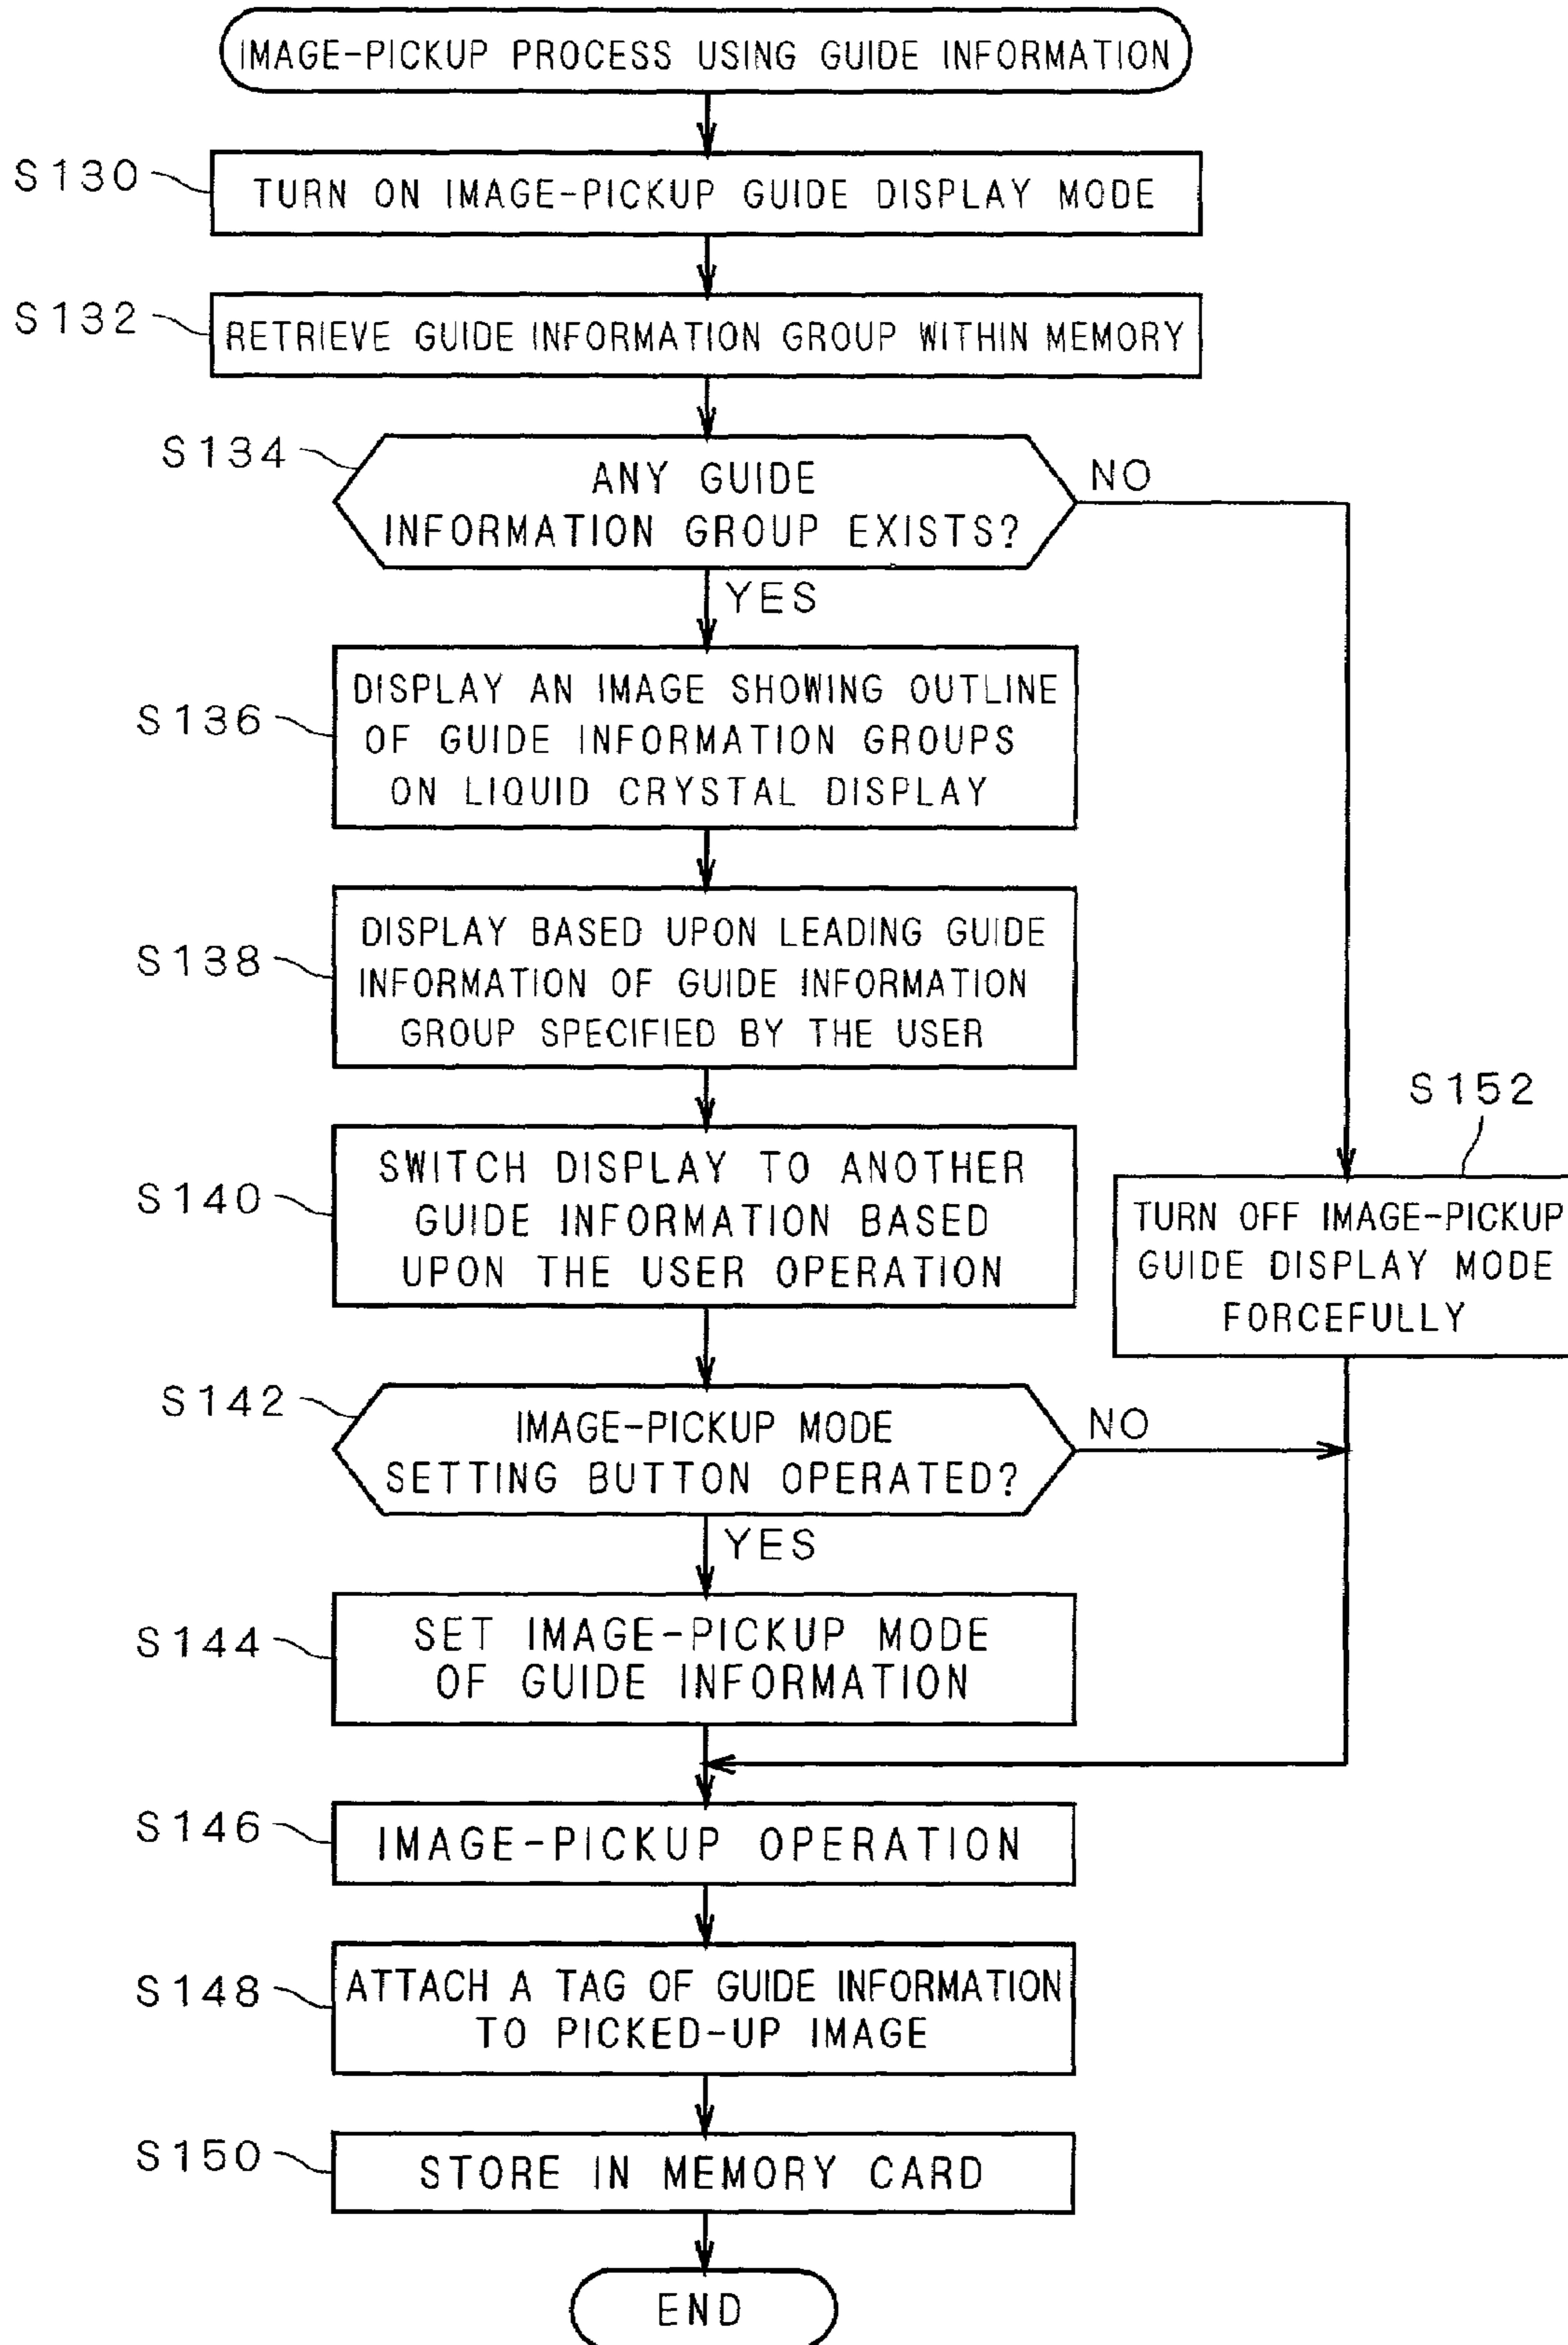 IMAGE-PICKUP PROCESS USING GUIDE INFORMATION
S130
TURN ON IMAGE-PICKUP GUIDE DISPLAY MODE
S132
RETRIEVE GUIDE INFORMATION GROUP WITHIN MEMORY
S134
ANY GUIDE
INFORMATION GROUP EXISTS?
NO
YES
S136
DISPLAY AN IMAGE SHOWING OUTLINE
OF GUIDE INFORMATION GROUPS
ON LIQUID CRYSTAL DISPLAY
S138
DISPLAY BASED UPON LEADING GUIDE
INFORMATION OF GUIDE INFORMATION
GROUP SPECIFIED BY THE USER
S140
SWITCH DISPLAY TO ANOTHER
GUIDE INFORMATION BASED
UPON THE USER OPERATION
S152
TURN OFF IMAGE-PICKUP
GUIDE DISPLAY MODE
FORCEFULLY
S142
IMAGE-PICKUP MODE
SETTING BUTTON OPERATED?
NO
YES
S144
SET IMAGE-PICKUP MODE
OF GUIDE INFORMATION
S146
IMAGE-PICKUP OPERATION
S148
ATTACH A TAG OF GUIDE INFORMATION
TO PICKED-UP IMAGE
S150
STORE IN MEMORY CARD
END